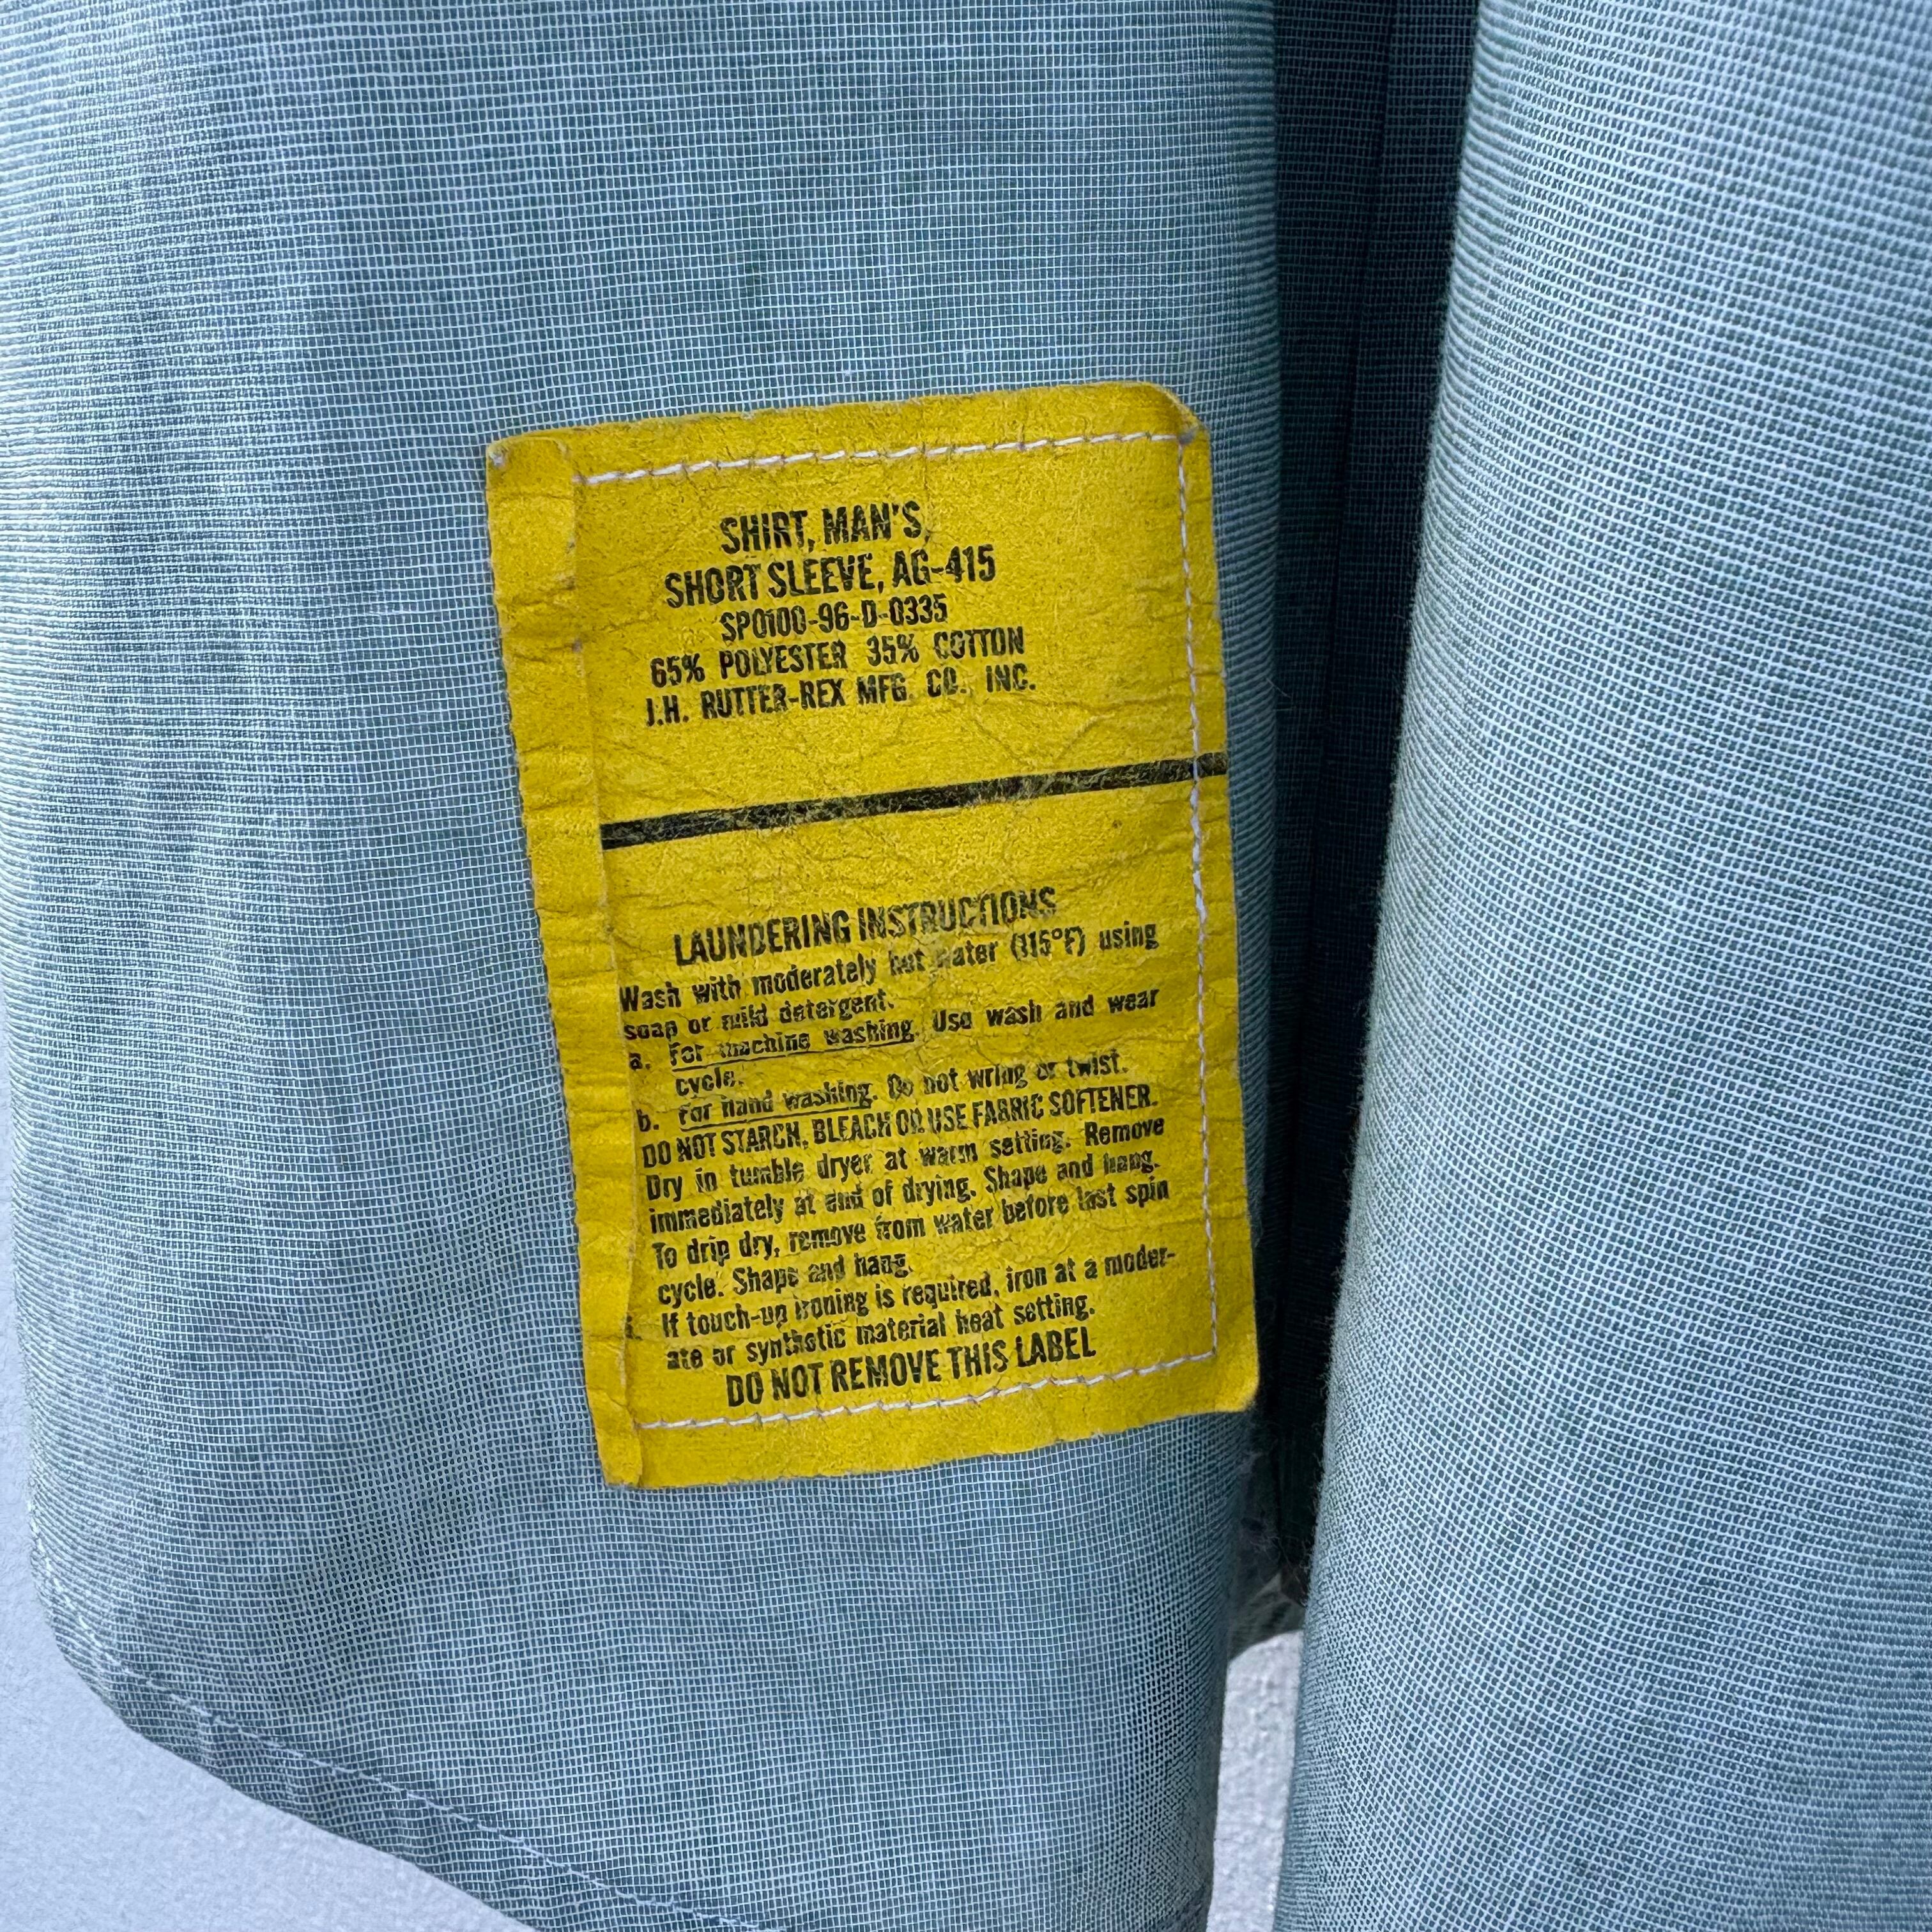 SHIRT, MAN'S,
SHORT SLEEVE, AG-415
SPO100-96-D-0335
65% POLYESTER 35% COTTON
J.H. RUTTER-REX MFG. CO. INC.
LAUNDERING INSTRUCTIONS
Wash with moderately hot water (115°F) using
soap or mild detergent.
a. For machine washing. Use wash and wear
cycle.
b. For hand washing. Do not wring or twist.
DO NOT STARCH, BLEACH OR USE FABRIC SOFTENER.
Dry in tumble dryer at warm setting. Remove
immediately at end of drying. Shape and hang.
To drip dry, remove from water before last spin
cycle. Shape and hang.
If touch-up ironing is required, iron at a moder-
ate or synthetic material heat setting.
DO NOT REMOVE THIS LABEL